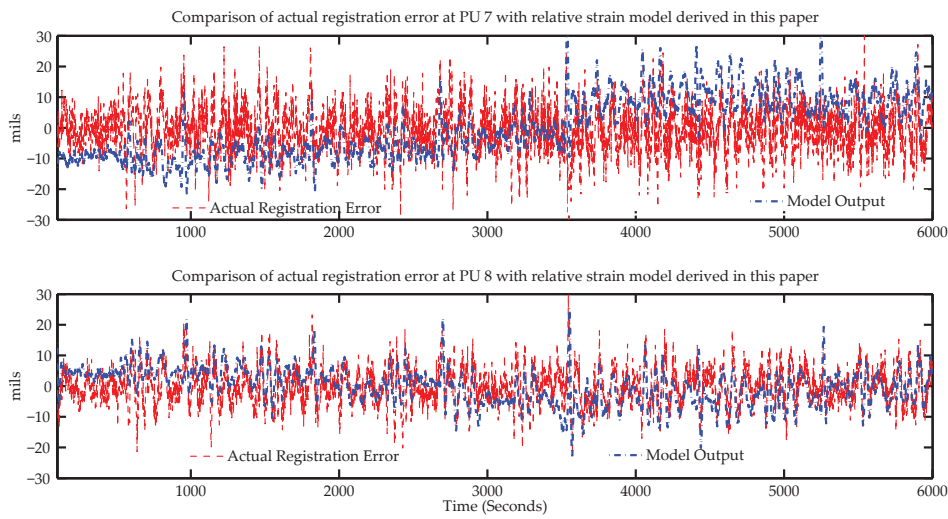 Comparison of actual registration error at PU 7 with relative strain model derived in this paper
30
20
10
0
−10
−20
−30
mils
Actual Registration Error
Model Output
1000
2000
3000
4000
5000
6000
Comparison of actual registration error at PU 8 with relative strain model derived in this paper
30
20
10
0
−10
−20
−30
mils
Actual Registration Error
Model Output
1000
2000
3000
4000
5000
6000
Time (Seconds)